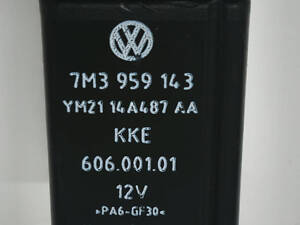 7M3 959 143
YM21 14A487 AA
KKE
606.001.01
12V
>PA6-GF30<